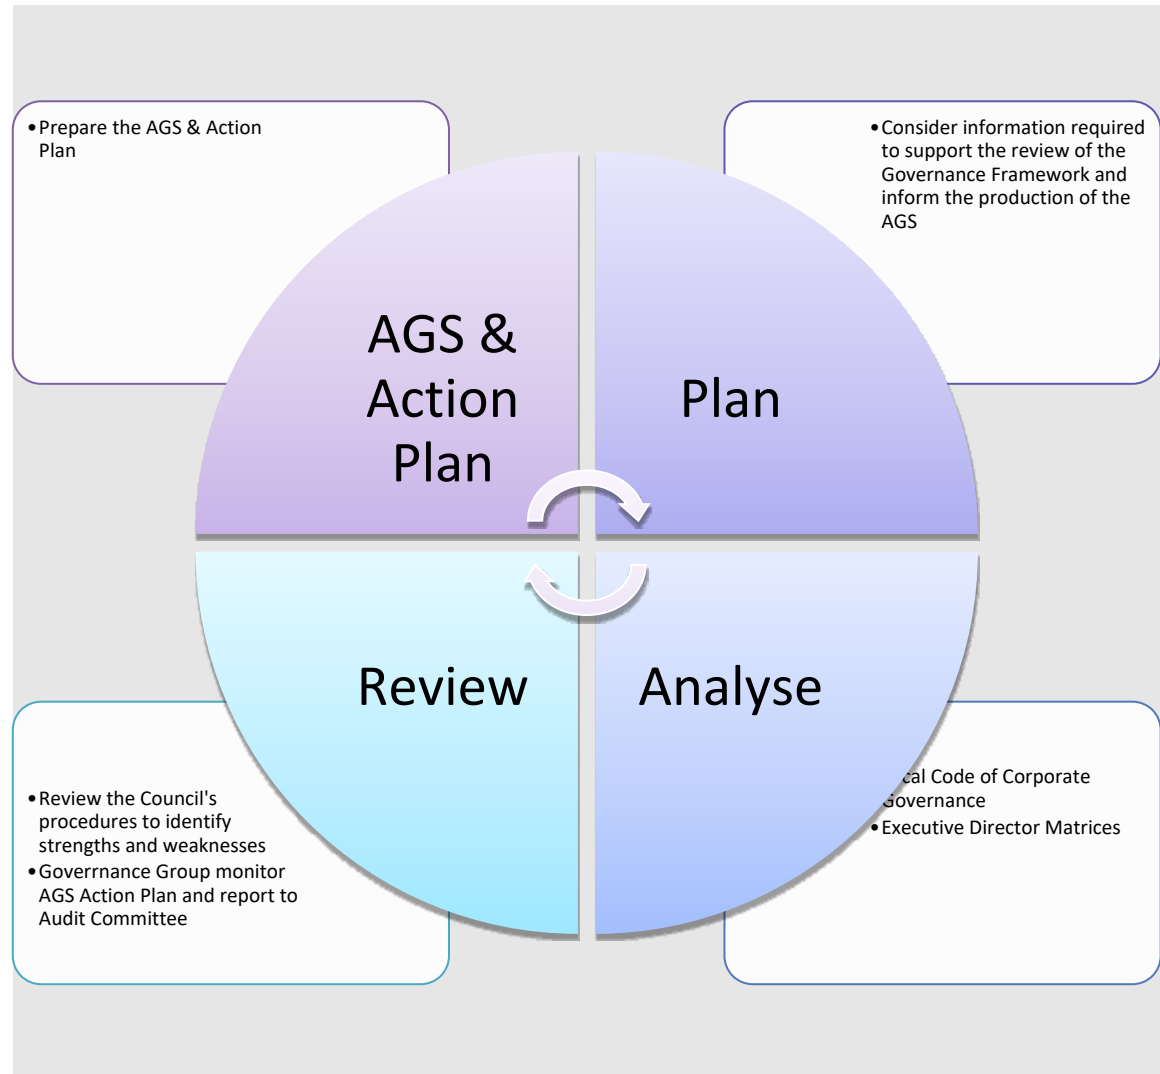 •Prepare the AGS & Action
Plan
•Consider information required
to support the review of the
Governance Framework and
inform the production of the
AGS
AGS &
Action
Plan
Plan
Review
Analyse
•Review the Council's
procedures to identify
strengths and weaknesses
•Goverrnance Group monitor
AGS Action Plan and report to
Audit Committee
Code of Corporate
Governance
•Executive Director Matrices